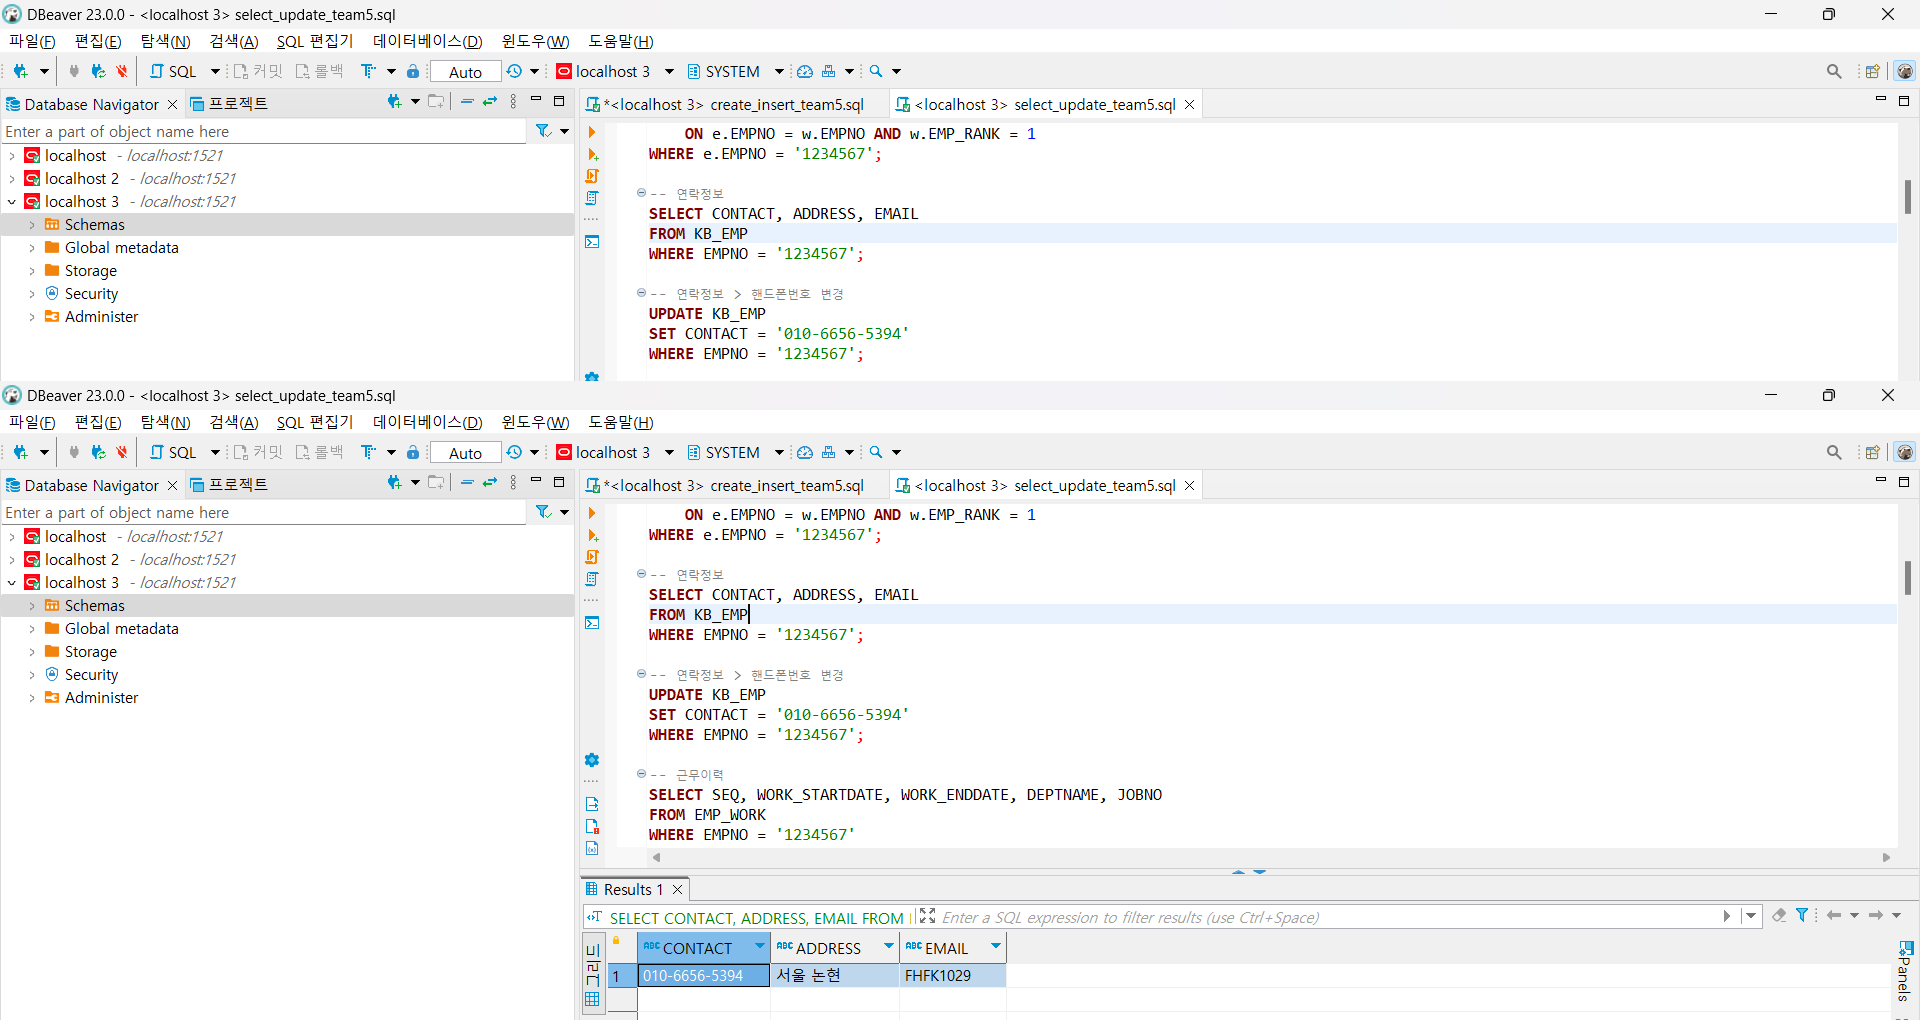 DBeaver 23.0.0 - <localhost 3> select_update_team5.sql
파일(F) 편집(E) 탐색(N) 검색(A) SQL 편집기 데이터베이스(D) 윈도우(W) 도움말(H)
SQL 커밋 롤백 Auto localhost 3 SYSTEM
Database Navigator 프로젝트
Enter a part of object name here
localhost - localhost:1521
localhost 2 - localhost:1521
localhost 3 - localhost:1521
Schemas
Global metadata
Storage
Security
Administer
*<localhost 3> create_insert_team5.sql <localhost 3> select_update_team5.sql
ON e.EMPNO = w.EMPNO AND w.EMP_RANK = 1
WHERE e.EMPNO = '1234567';
-- 연락정보
SELECT CONTACT, ADDRESS, EMAIL
FROM KB_EMP
WHERE EMPNO = '1234567';
-- 연락정보 > 핸드폰번호 변경
UPDATE KB_EMP
SET CONTACT = '010-6656-5394'
WHERE EMPNO = '1234567';
DBeaver 23.0.0 - <localhost 3> select_update_team5.sql
파일(F) 편집(E) 탐색(N) 검색(A) SQL 편집기 데이터베이스(D) 윈도우(W) 도움말(H)
SQL 커밋 롤백 Auto localhost 3 SYSTEM
Database Navigator 프로젝트
Enter a part of object name here
localhost - localhost:1521
localhost 2 - localhost:1521
localhost 3 - localhost:1521
Schemas
Global metadata
Storage
Security
Administer
*<localhost 3> create_insert_team5.sql <localhost 3> select_update_team5.sql
ON e.EMPNO = w.EMPNO AND w.EMP_RANK = 1
WHERE e.EMPNO = '1234567';
-- 연락정보
SELECT CONTACT, ADDRESS, EMAIL
FROM KB_EMP
WHERE EMPNO = '1234567';
-- 연락정보 > 핸드폰번호 변경
UPDATE KB_EMP
SET CONTACT = '010-6656-5394'
WHERE EMPNO = '1234567';
-- 근무이력
SELECT SEQ, WORK_STARTDATE, WORK_ENDDATE, DEPTNAME, JOBNO
FROM EMP_WORK
WHERE EMPNO = '1234567'
Results 1
SELECT CONTACT, ADDRESS, EMAIL FROM Enter a SQL expression to filter results (use Ctrl+Space)
그리드
ABC CONTACT ABC ADDRESS ABC EMAIL
1 010-6656-5394 서울 논현 FHFK1029
Panels